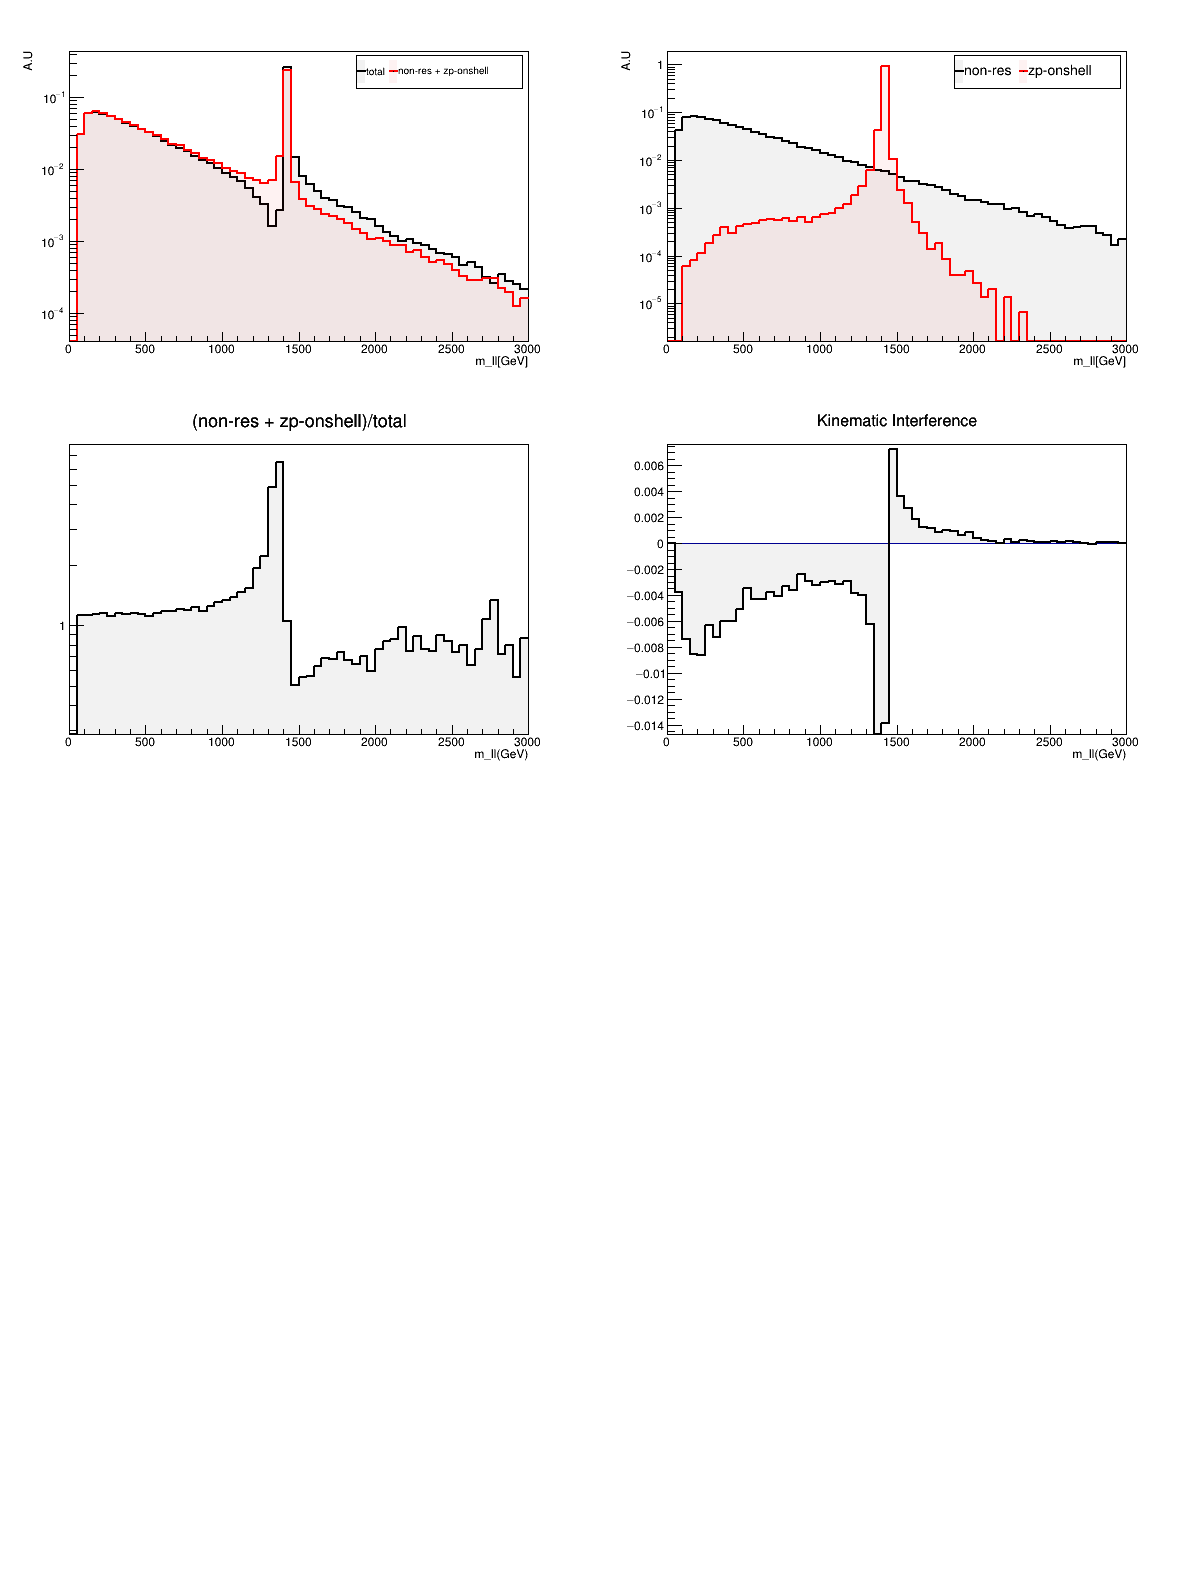 A.U
total non-res + zp-onshell
10⁻¹
10⁻²
10⁻³
10⁻⁴
0 500 1000 1500 2000 2500 3000
m_ll[GeV]
A.U
non-res zp-onshell
1
10⁻¹
10⁻²
10⁻³
10⁻⁴
10⁻⁵
0 500 1000 1500 2000 2500 3000
m_ll[GeV]
(non-res + zp-onshell)/total
1
0 500 1000 1500 2000 2500 3000
m_ll(GeV)
Kinematic Interference
0.006
0.004
0.002
0
−0.002
−0.004
−0.006
−0.008
−0.01
−0.012
−0.014
0 500 1000 1500 2000 2500 3000
m_ll(GeV)